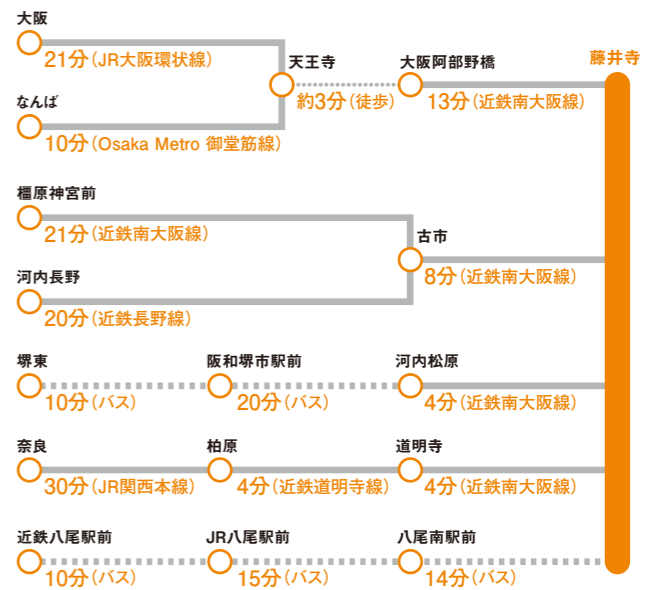 大阪
21分(JR大阪環状線)
なんば
10分(Osaka Metro 御堂筋線)
天王寺
約3分(徒歩)
大阪阿部野橋
13分(近鉄南大阪線)
藤井寺
橿原神宮前
21分(近鉄南大阪線)
河内長野
20分(近鉄長野線)
古市
8分(近鉄南大阪線)
堺東
10分(バス)
阪和堺市駅前
20分(バス)
河内松原
4分(近鉄南大阪線)
奈良
30分(JR関西本線)
柏原
4分(近鉄道明寺線)
道明寺
4分(近鉄南大阪線)
近鉄八尾駅前
10分(バス)
JR八尾駅前
15分(バス)
八尾南駅前
14分(バス)